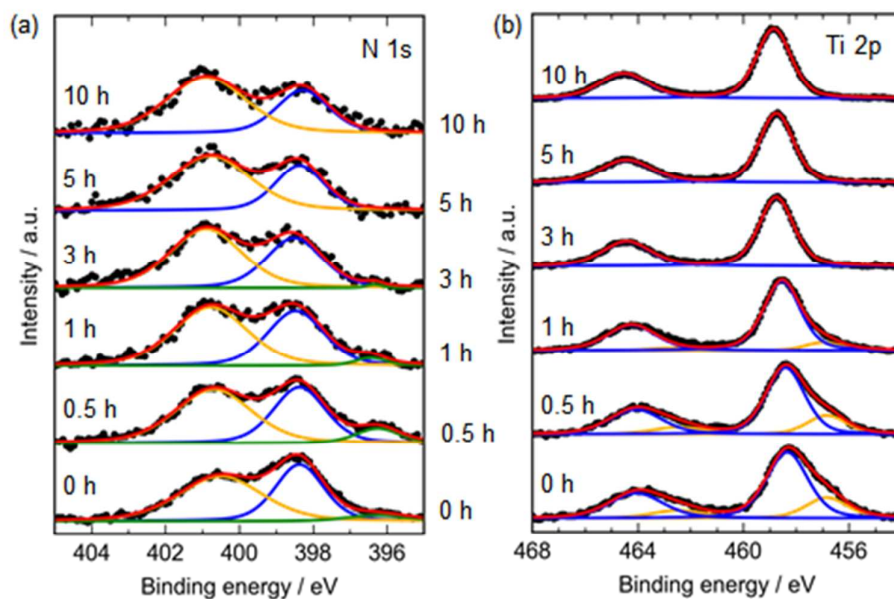 (a)
N 1s
10 h
5 h
3 h
1 h
0.5 h
0 h
Intensity / a.u.
404 402 400 398 396
Binding energy / eV
10 h
5 h
3 h
1 h
0.5 h
0 h
(b)
Ti 2p
10 h
5 h
3 h
1 h
0.5 h
0 h
Intensity / a.u.
468 464 460 456
Binding energy / eV